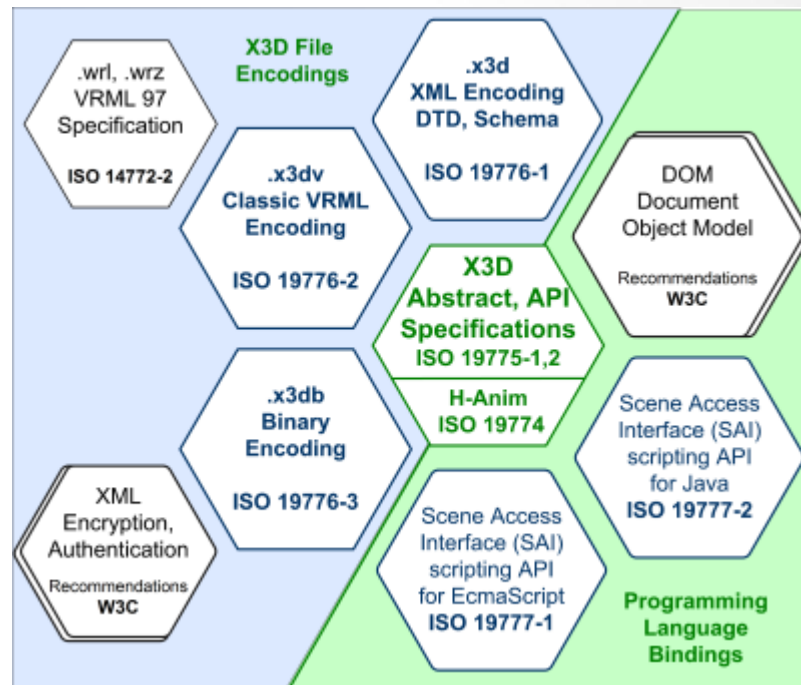 X3D File
Encodings
.wrl, .wrz
VRML 97
Specification
ISO 14772-2
.x3d
XML Encoding
DTD, Schema
ISO 19776-1
.x3dv
Classic VRML
Encoding
ISO 19776-2
DOM
Document
Object Model
Recommendations
W3C
X3D
Abstract, API
Specifications
ISO 19775-1,2
H-Anim
ISO 19774
.x3db
Binary
Encoding
ISO 19776-3
Scene Access
Interface (SAI)
scripting API
for Java
ISO 19777-2
XML
Encryption,
Authentication
Recommendations
W3C
Scene Access
Interface (SAI)
scripting API
for EcmaScript
ISO 19777-1
Programming
Language
Bindings